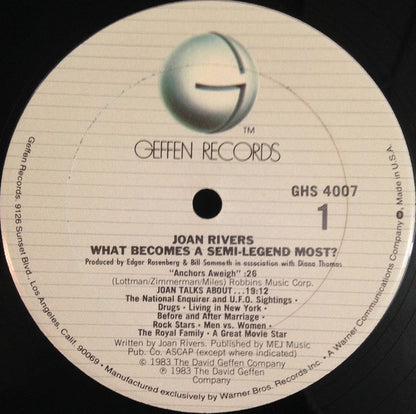 G
TM
GEFFEN RECORDS
GHS 4007
1
JOAN RIVERS
WHAT BECOMES A SEMI-LEGEND MOST?
Produced by Edgar Rosenberg & Bill Sammeth in association with Diana Thomas
"Anchors Aweigh" :26
(Lottman/Zimmerman/Miles) Robbins Music Corp.
JOAN TALKS ABOUT...19:12
The National Enquirer and U.F.O. Sightings •
Drugs • Living in New York •
Before and After Marriage •
Rock Stars • Men vs. Women •
The Royal Family • A Great Movie Star
Written by Joan Rivers. Published by MEJ Music
Pub. Co. ASCAP (except where indicated)
© 1983 The David Geffen Company
℗ 1983 The David Geffen
Company
Geffen Records 9126 Sunset Blvd., Los Angeles, Calif. 90069 • Manufactured exclusively by Warner Bros. Records Inc., A Warner Communications Company • Made in U.S.A.